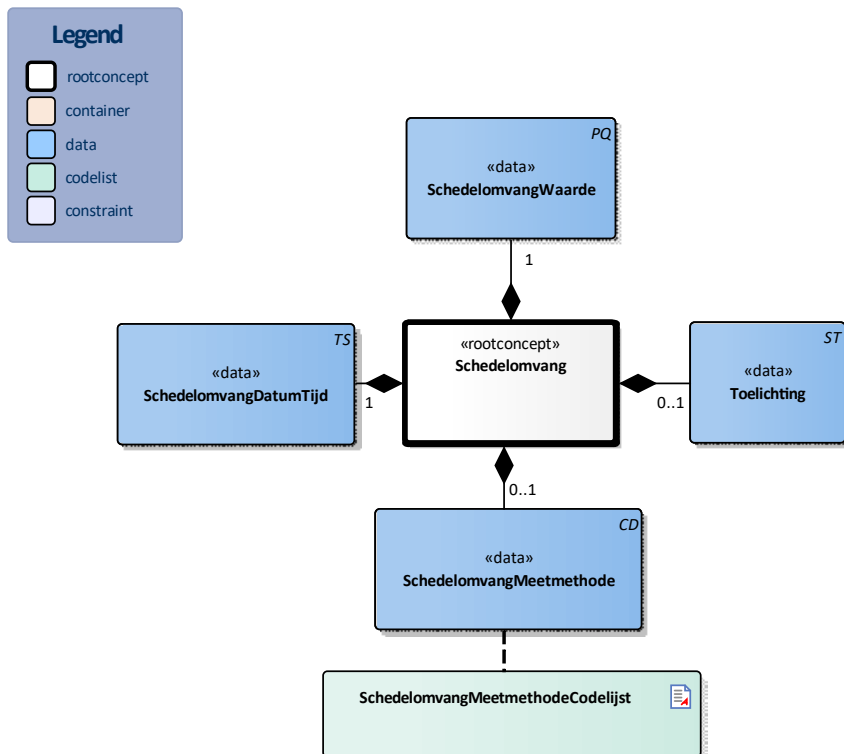 Legend
rootconcept
container
data
codelist
constraint
PQ
«data»
SchedelomvangWaarde
1
TS
«data»
SchedelomvangDatumTijd
1
«rootconcept»
Schedelomvang
ST
«data»
Toelichting
0..1
0..1
CD
«data»
SchedelomvangMeetmethode
SchedelomvangMeetmethodeCodelijst